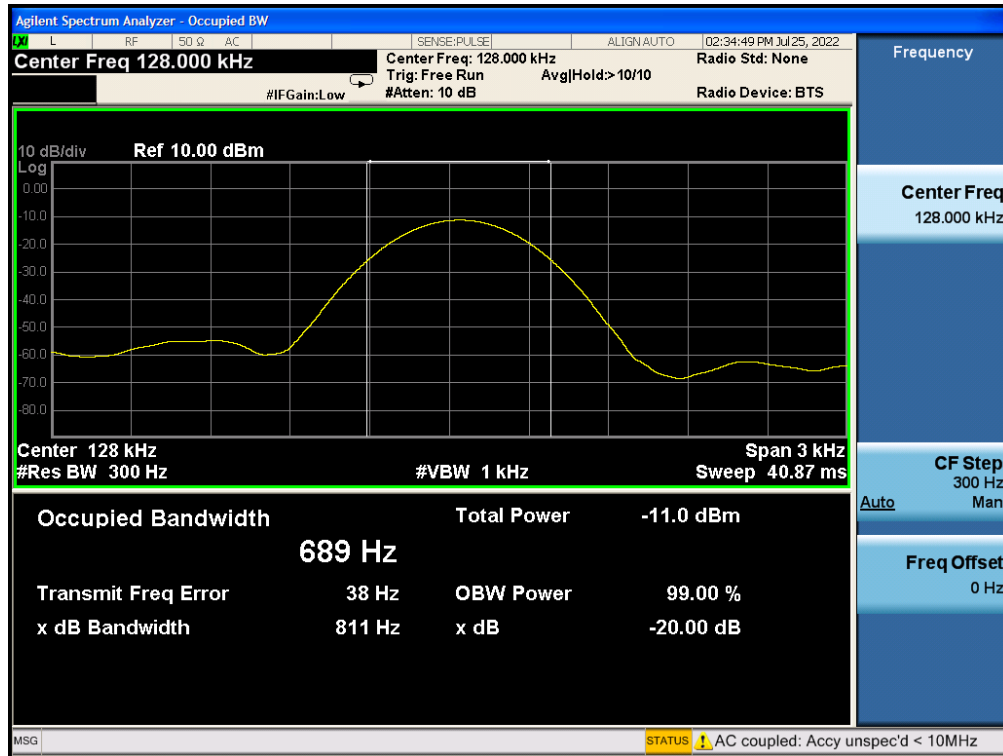 Agilent Spectrum Analyzer - Occupied BW
LXI L RF 50 Ω AC SENSE:PULSE ALIGN AUTO 02:34:49 PM Jul 25, 2022
Center Freq 128.000 kHz
Center Freq: 128.000 kHz Radio Std: None
Trig: Free Run Avg|Hold:>10/10
#IFGain:Low #Atten: 10 dB Radio Device: BTS
10 dB/div Ref 10.00 dBm
Log
0.00
-10.0
-20.0
-30.0
-40.0
-50.0
-60.0
-70.0
-80.0
Center 128 kHz Span 3 kHz
#Res BW 300 Hz #VBW 1 kHz Sweep 40.87 ms
Occupied Bandwidth Total Power -11.0 dBm
689 Hz
Transmit Freq Error 38 Hz OBW Power 99.00 %
x dB Bandwidth 811 Hz x dB -20.00 dB
Frequency
Center Freq
128.000 kHz
CF Step
300 Hz
Auto Man
Freq Offset
0 Hz
MSG STATUS AC coupled: Accy unspec'd < 10MHz